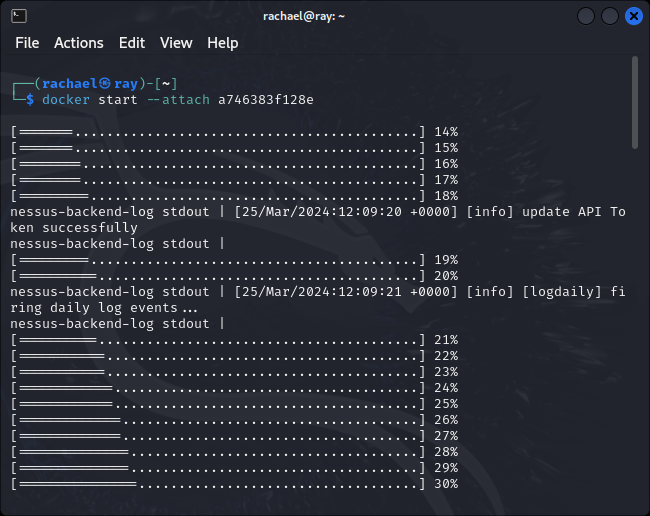 rachael@ray: ~
File Actions Edit View Help
┌──(rachael㉿ray)-[~]
└─$ docker start --attach a746383f128e
[=======...........................................] 14%
[=======...........................................] 15%
[========..........................................] 16%
[========..........................................] 17%
[=========.........................................] 18%
nessus-backend-log stdout | [25/Mar/2024:12:09:20 +0000] [info] update API To
ken successfully
nessus-backend-log stdout |
[=========.........................................] 19%
[==========........................................] 20%
nessus-backend-log stdout | [25/Mar/2024:12:09:21 +0000] [info] [logdaily] fi
ring daily log events...
nessus-backend-log stdout |
[==========........................................] 21%
[===========.......................................] 22%
[===========.......................................] 23%
[============......................................] 24%
[============......................................] 25%
[=============.....................................] 26%
[=============.....................................] 27%
[==============....................................] 28%
[==============....................................] 29%
[===============...................................] 30%